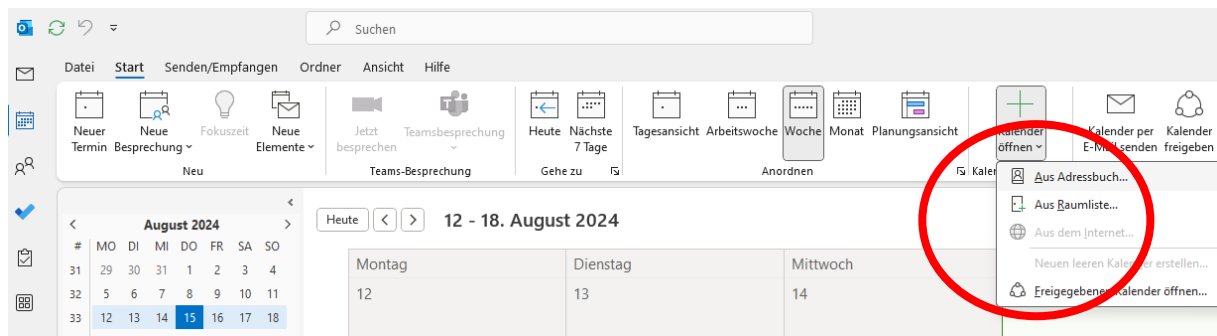 Suchen
Datei Start Senden/Empfangen Ordner Ansicht Hilfe
Neuer Termin
Neue Besprechung
Fokuszeit
Neue Elemente
Jetzt besprechen
Teamsbesprechung
Heute
Nächste 7 Tage
Tagesansicht
Arbeitswoche
Woche
Monat
Planungsansicht
Kalender öffnen
Kalender per E-Mail senden
Kalender freigeben
Neu
Teams-Besprechung
Gehe zu
Anordnen
Aus Adressbuch...
Aus Raumliste...
Aus dem Internet...
Neuen leeren Kalender erstellen...
Freigegebenen Kalender öffnen...
August 2024
# MO DI MI DO FR SA SO
31 29 30 31 1 2 3 4
32 5 6 7 8 9 10 11
33 12 13 14 15 16 17 18
Heute
12 - 18. August 2024
Montag Dienstag Mittwoch
12 13 14